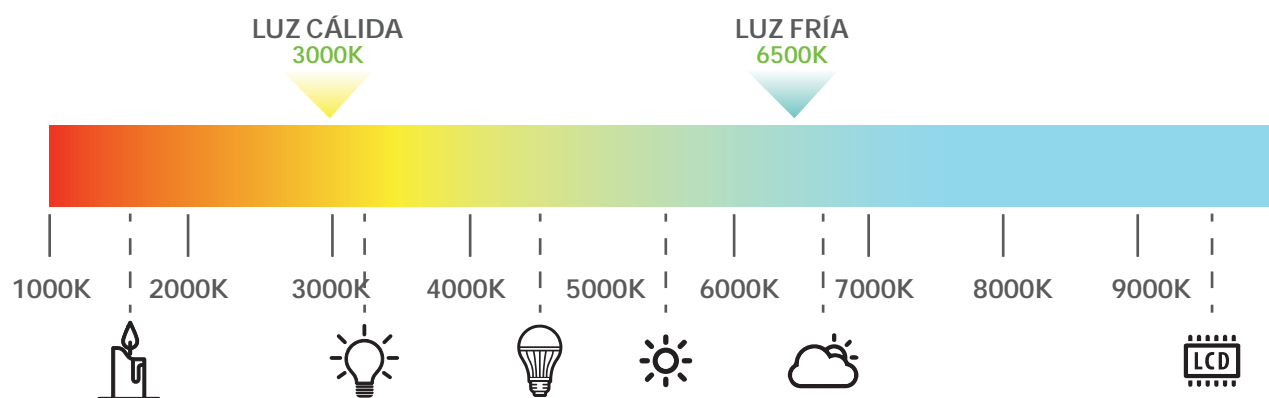 LUZ CÁLIDA
3000K
LUZ FRÍA
6500K
1000K 2000K 3000K 4000K 5000K 6000K 7000K 8000K 9000K
LCD